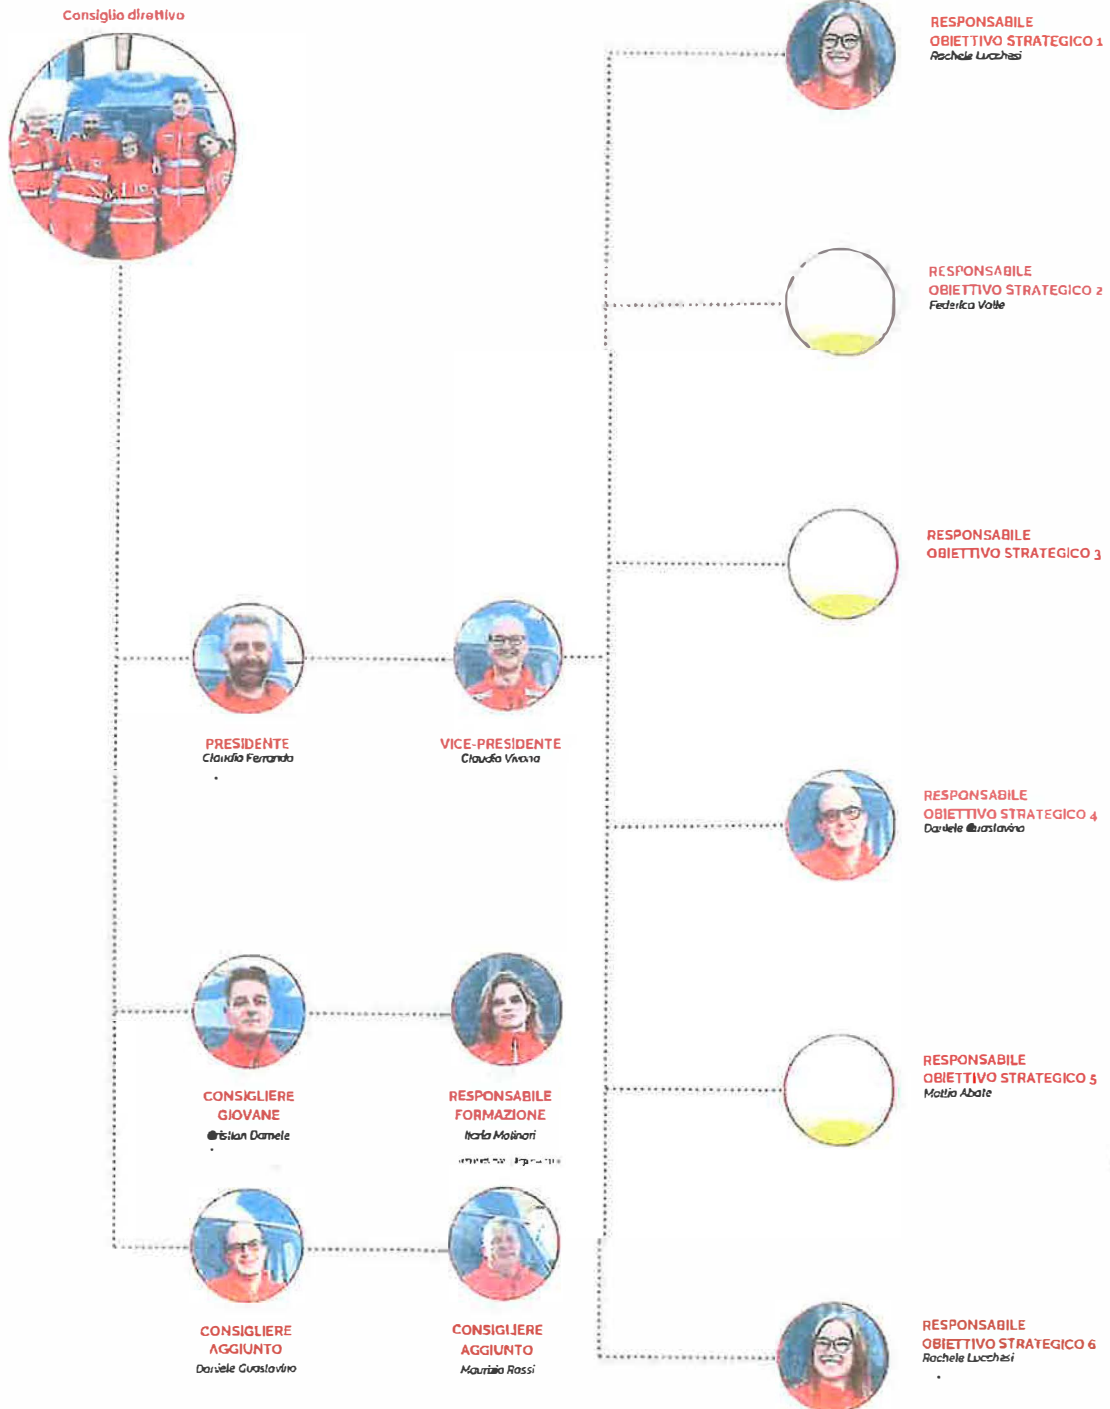 Consiglio direttivo
RESPONSABILE
OBIETTIVO STRATEGICO 1
Rachele Lucchesi
RESPONSABILE
OBIETTIVO STRATEGICO 2
Federica Valle
RESPONSABILE
OBIETTIVO STRATEGICO 3
PRESIDENTE
Claudio Ferrando
VICE-PRESIDENTE
Claudio Vivona
RESPONSABILE
OBIETTIVO STRATEGICO 4
Daniele Guastavino
CONSIGLIERE
GIOVANE
Cristian Damele
RESPONSABILE
FORMAZIONE
Ilaria Molinari
RESPONSABILE
OBIETTIVO STRATEGICO 5
Mattia Abate
CONSIGLIERE
AGGIUNTO
Daniele Guastavino
CONSIGLIERE
AGGIUNTO
Maurizio Rossi
RESPONSABILE
OBIETTIVO STRATEGICO 6
Rachele Lucchesi